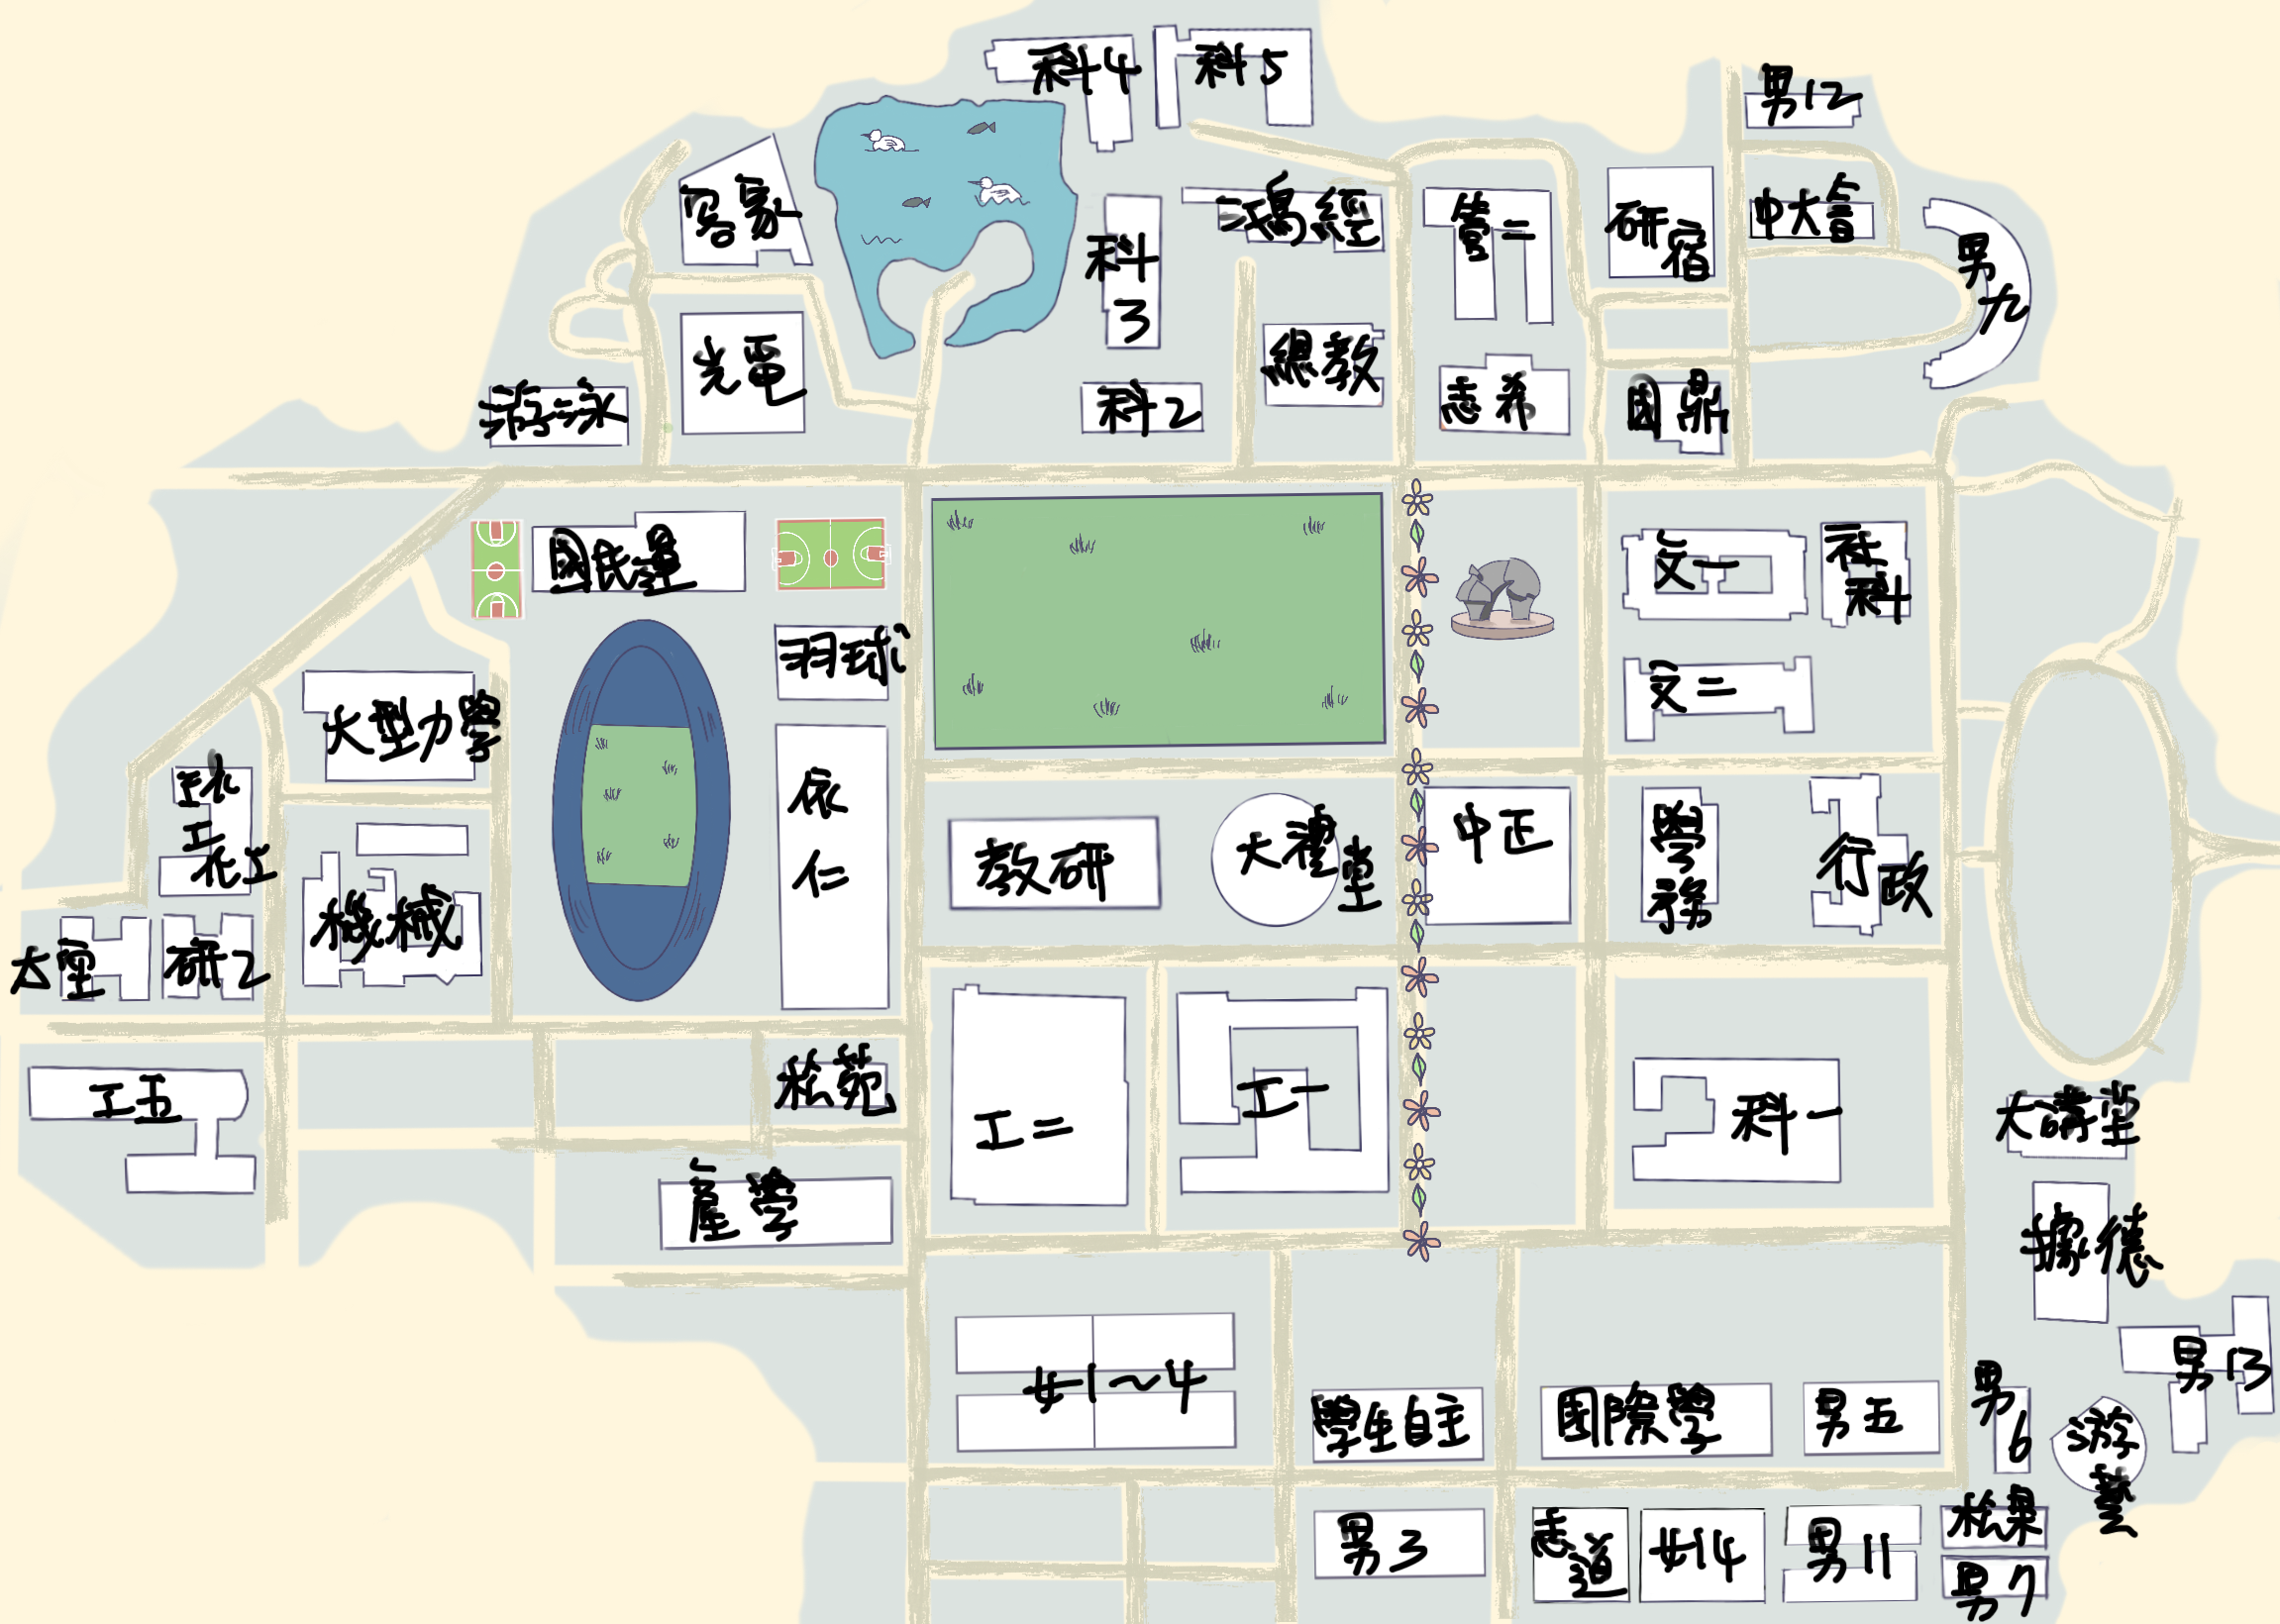 科4
科5
男12
客家
鴻經
管二
研宿
中大會
男九
科3
光電
總教
科2
游泳
志希
國鼎
國民運
文一
社科
羽球
文二
大型力學
環工化工
依仁
教研
大禮堂
中正
學務
行政
機械
大型
研2
工五
松苑
工二
工一
科一
大講堂
產學
據德
男13
女1~4
學生自主
國際學
男五
男6
游藝
男3
志道
女14
男11
松果
男7